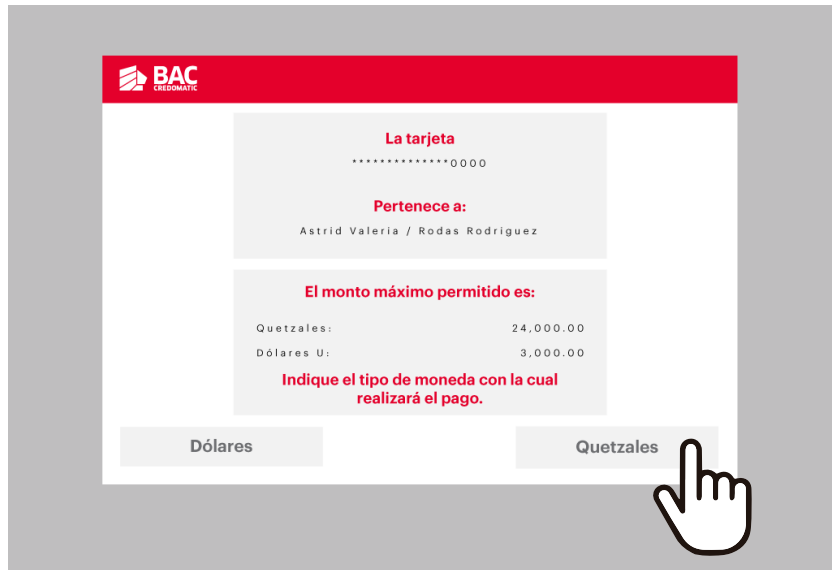 BAC
CREDOMATIC
La tarjeta
**************0000
Pertenece a:
Astrid Valeria / Rodas Rodriguez
El monto máximo permitido es:
Quetzales: 24,000.00
Dólares U: 3,000.00
Indique el tipo de moneda con la cual
realizará el pago.
Dólares
Quetzales